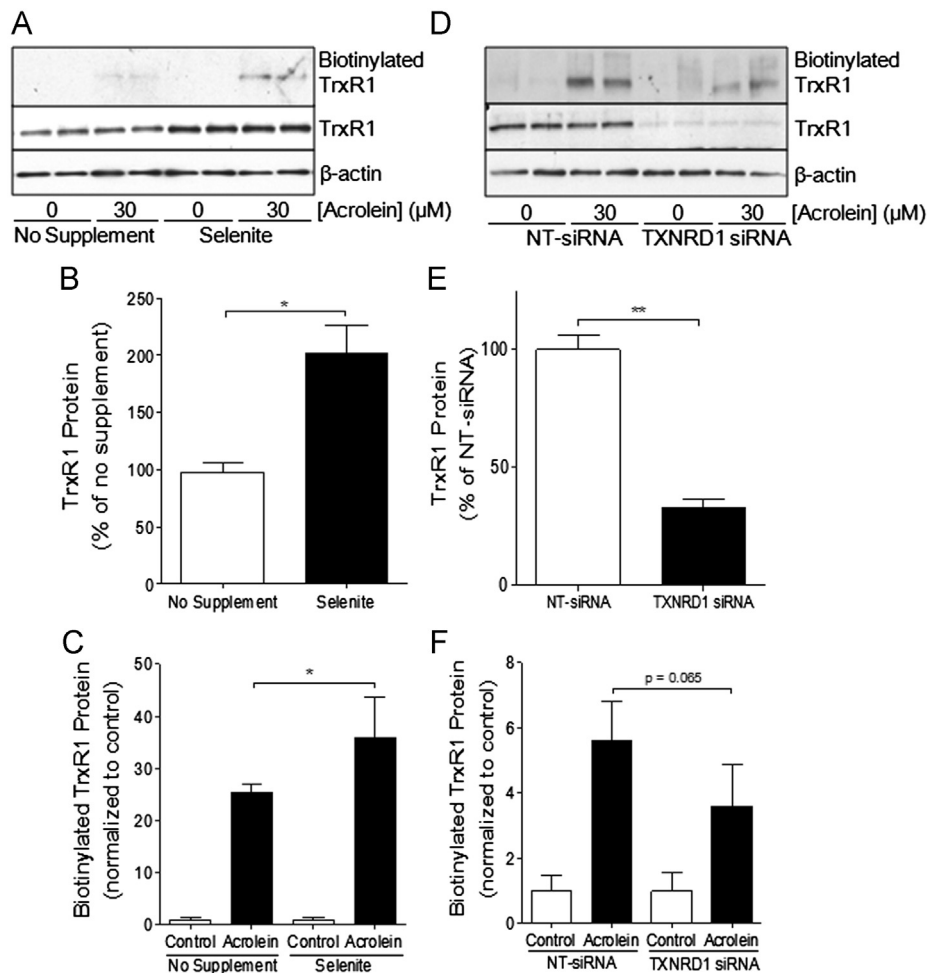 A
Biotinylated
TrxR1
TrxR1
β-actin
0 30 0 30 [Acrolein] (µM)
No Supplement Selenite
D
Biotinylated
TrxR1
TrxR1
β-actin
0 30 0 30 [Acrolein] (µM)
NT-siRNA TXNRD1 siRNA
B
TrxR1 Protein
(% of no supplement)
250
200
150
100
50
0
*
No Supplement Selenite
E
TrxR1 Protein
(% of NT-siRNA)
100
50
0
**
NT-siRNA TXNRD1 siRNA
C
Biotinylated TrxR1 Protein
(normalized to control)
50
40
30
20
10
0
*
Control Acrolein Control Acrolein
No Supplement Selenite
F
Biotinylated TrxR1 Protein
(normalized to control)
8
6
4
2
0
p = 0.065
Control Acrolein Control Acrolein
NT-siRNA TXNRD1 siRNA